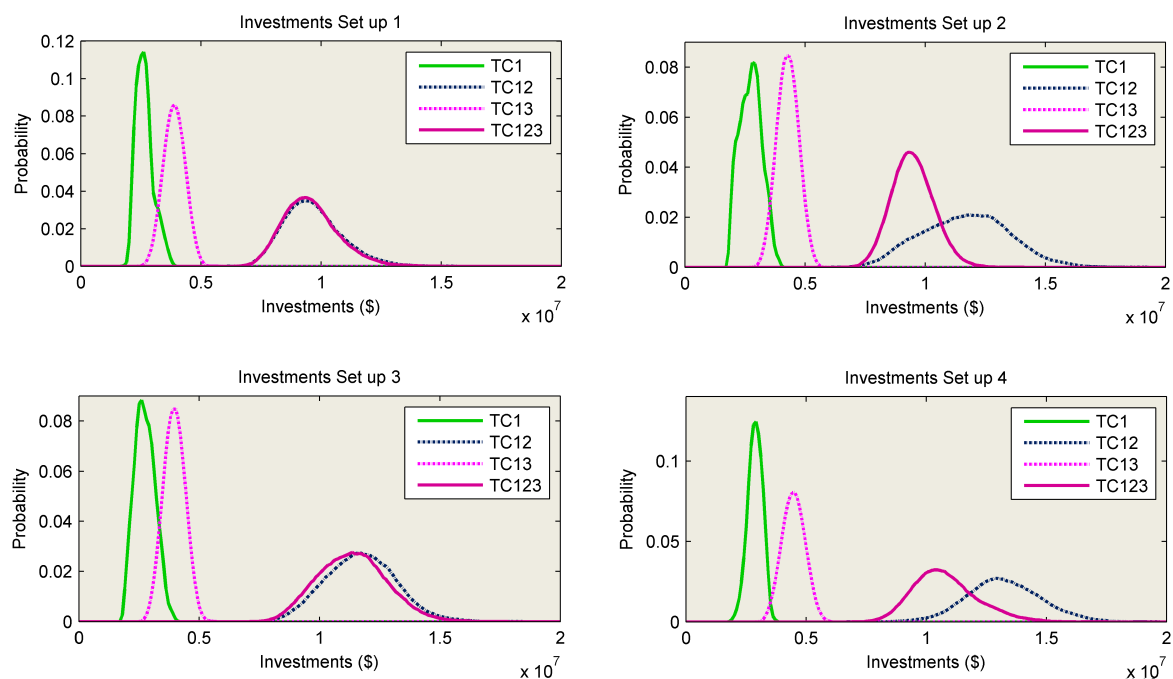 Investments Set up 1
0.12
0.1
0.08
0.06
0.04
0.02
0
Probability
TC1
TC12
TC13
TC123
0 0.5 1 1.5 2
Investments ($)
x 10^7
Investments Set up 2
0.08
0.06
0.04
0.02
0
Probability
TC1
TC12
TC13
TC123
0 0.5 1 1.5 2
Investments ($)
x 10^7
Investments Set up 3
0.08
0.06
0.04
0.02
0
Probability
TC1
TC12
TC13
TC123
0 0.5 1 1.5 2
Investments ($)
x 10^7
Investments Set up 4
0.1
0.05
0
Probability
TC1
TC12
TC13
TC123
0 0.5 1 1.5 2
Investments ($)
x 10^7